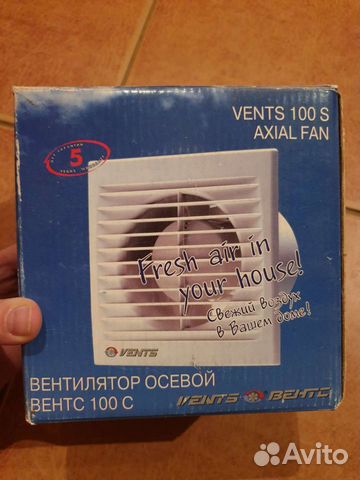 VENTS 100 S
AXIAL FAN
5
Fresh air in
your house!
Свежий воздух
в Вашем доме!
VENTS
ВЕНТИЛЯТОР ОСЕВОЙ
ВЕНТС 100 С
VENTS ВЕНТС
Avito